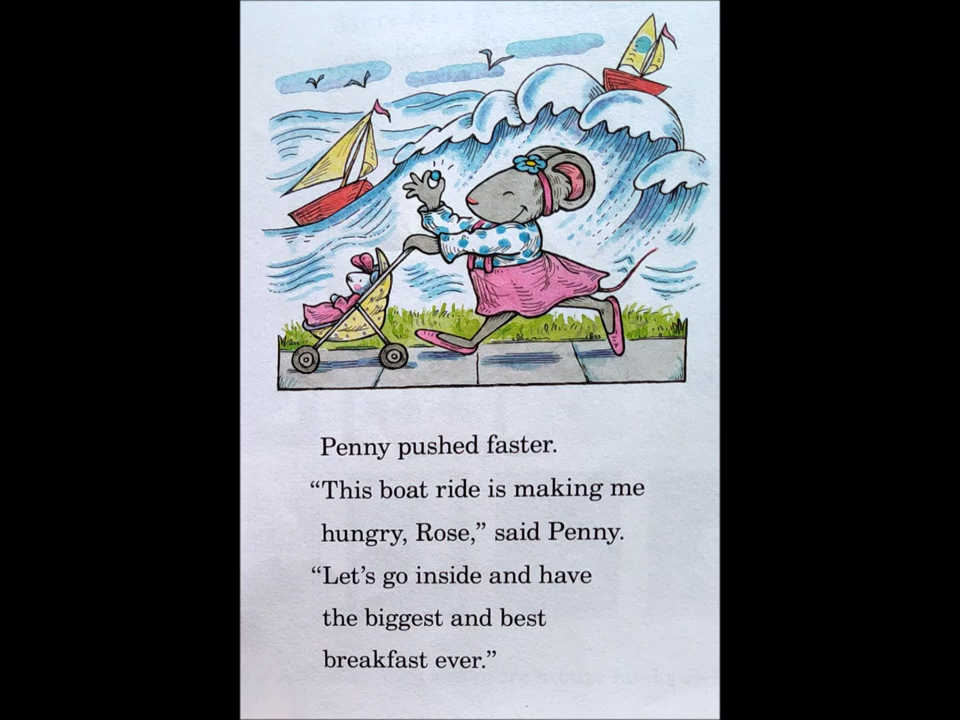 Penny pushed faster.
“This boat ride is making me
hungry, Rose,” said Penny.
“Let’s go inside and have
the biggest and best
breakfast ever.”